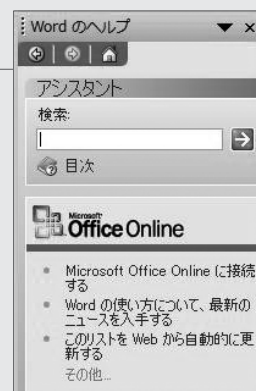 Word のヘルプ
アシスタント
検索:
目次
Microsoft
Office Online
Microsoft Office Online に接続
する
Word の使い方について、最新の
ニュースを入手する
このリストを Web から自動的に更
新する
その他...